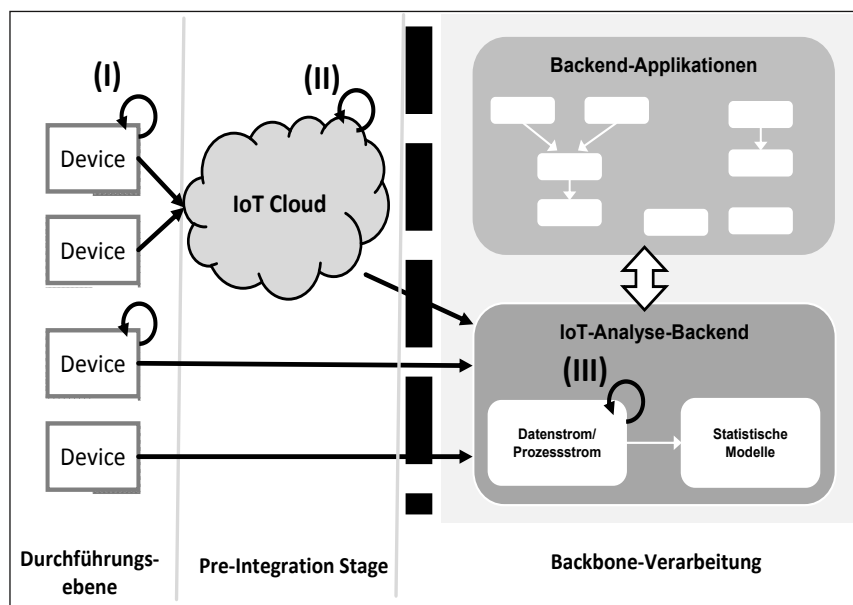 (I)
(II)
Backend-Applikationen
Device
IoT Cloud
Device
Device
IoT-Analyse-Backend
(III)
Device
Datenstrom/
Prozessstrom
Statistische
Modelle
Durchführungs-
ebene
Pre-Integration Stage
Backbone-Verarbeitung